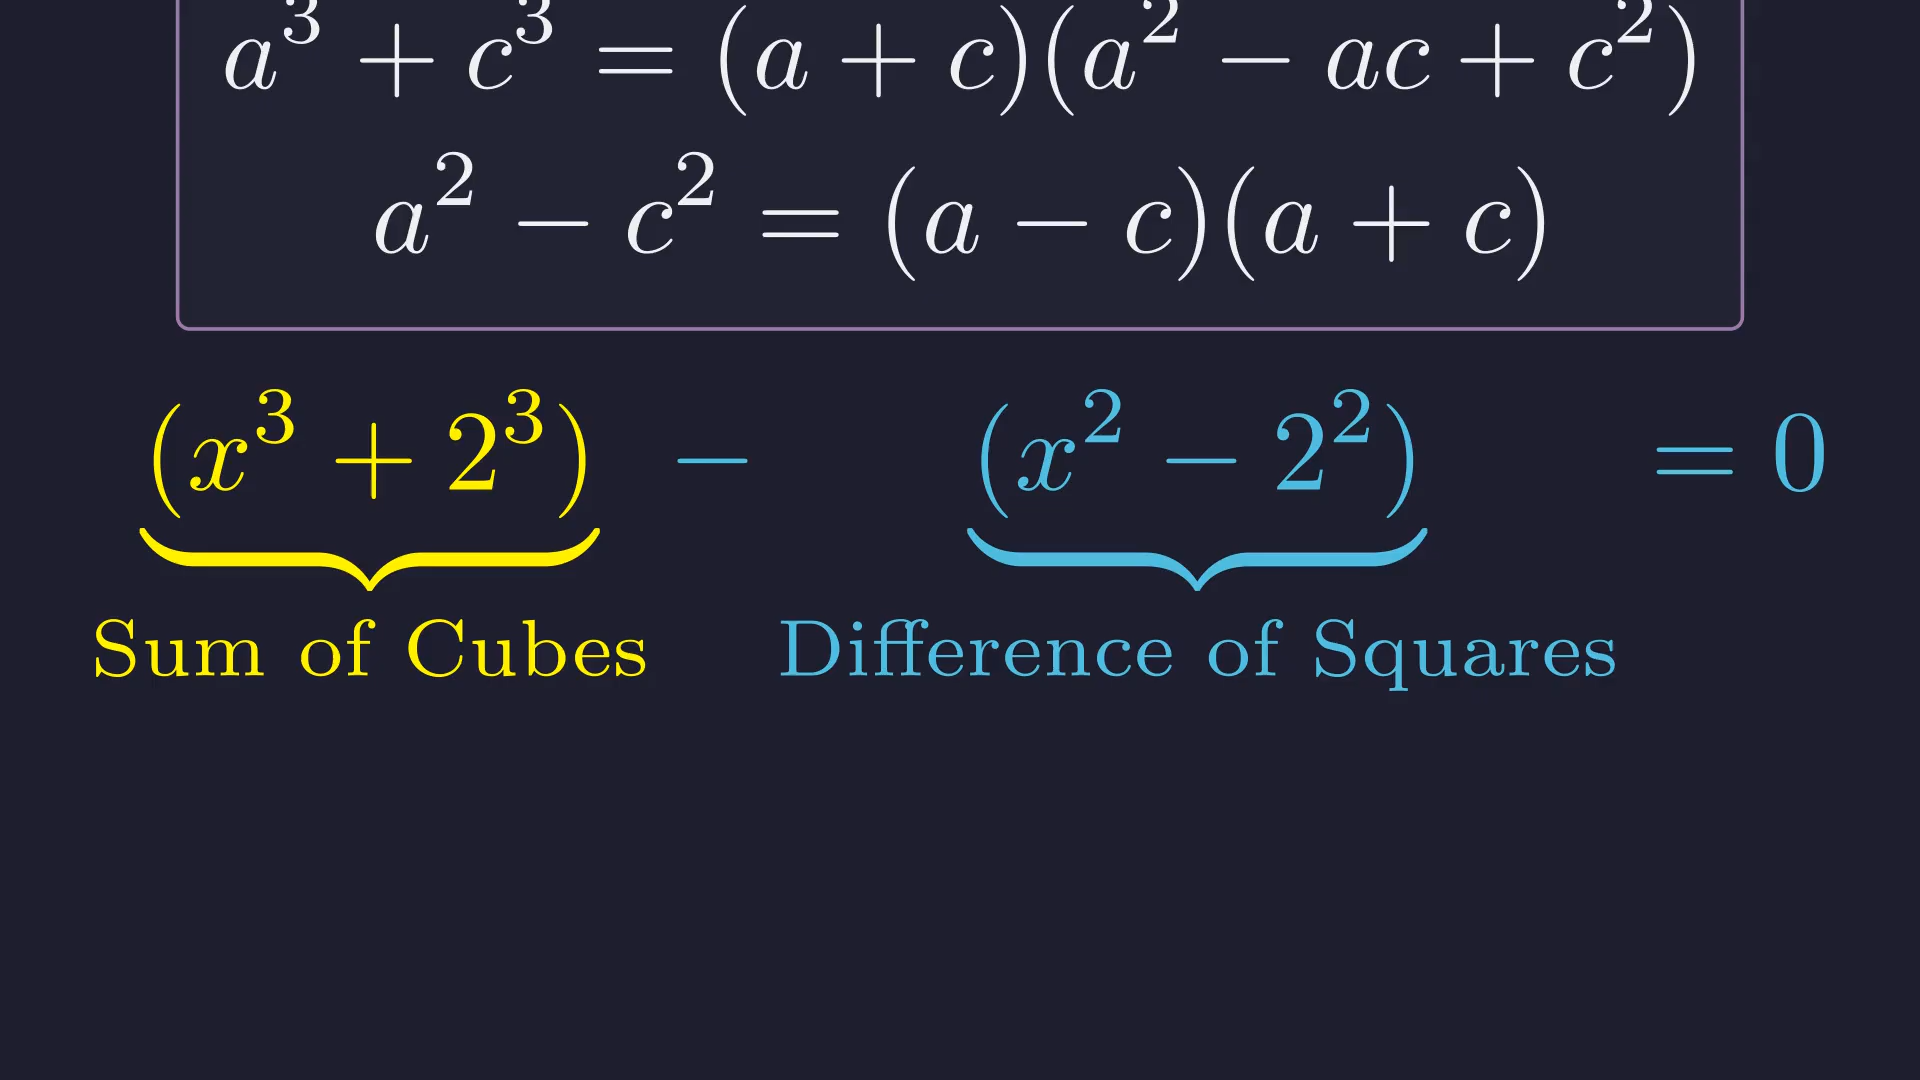 a³ + c³ = (a + c)(a² − ac + c²)
a² − c² = (a − c)(a + c)
(x³ + 2³) − (x² − 2²) = 0
Sum of Cubes Difference of Squares